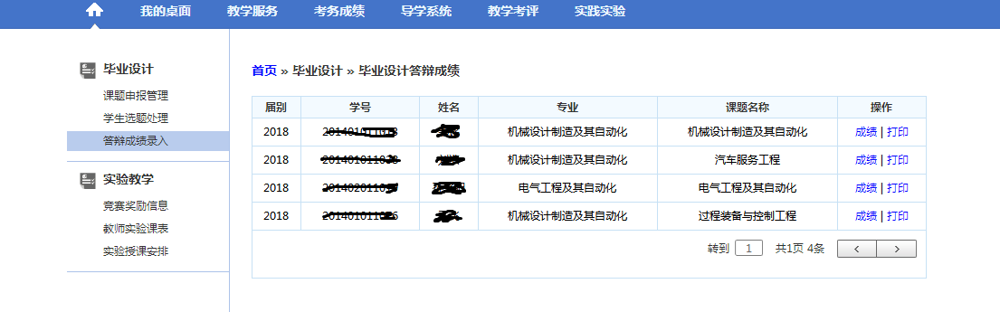 我的桌面 教学服务 考务成绩 导学系统 教学考评 实践实验
毕业设计
课题申报管理
学生选题处理
答辩成绩录入
实验教学
竞赛奖励信息
教师实验课表
实验授课安排
首页 » 毕业设计 » 毕业设计答辩成绩
届别 学号 姓名 专业 课题名称 操作
2018 机械设计制造及其自动化 机械设计制造及其自动化 成绩 | 打印
2018 机械设计制造及其自动化 汽车服务工程 成绩 | 打印
2018 电气工程及其自动化 电气工程及其自动化 成绩 | 打印
2018 机械设计制造及其自动化 过程装备与控制工程 成绩 | 打印
转到 1 共1页 4条 < >